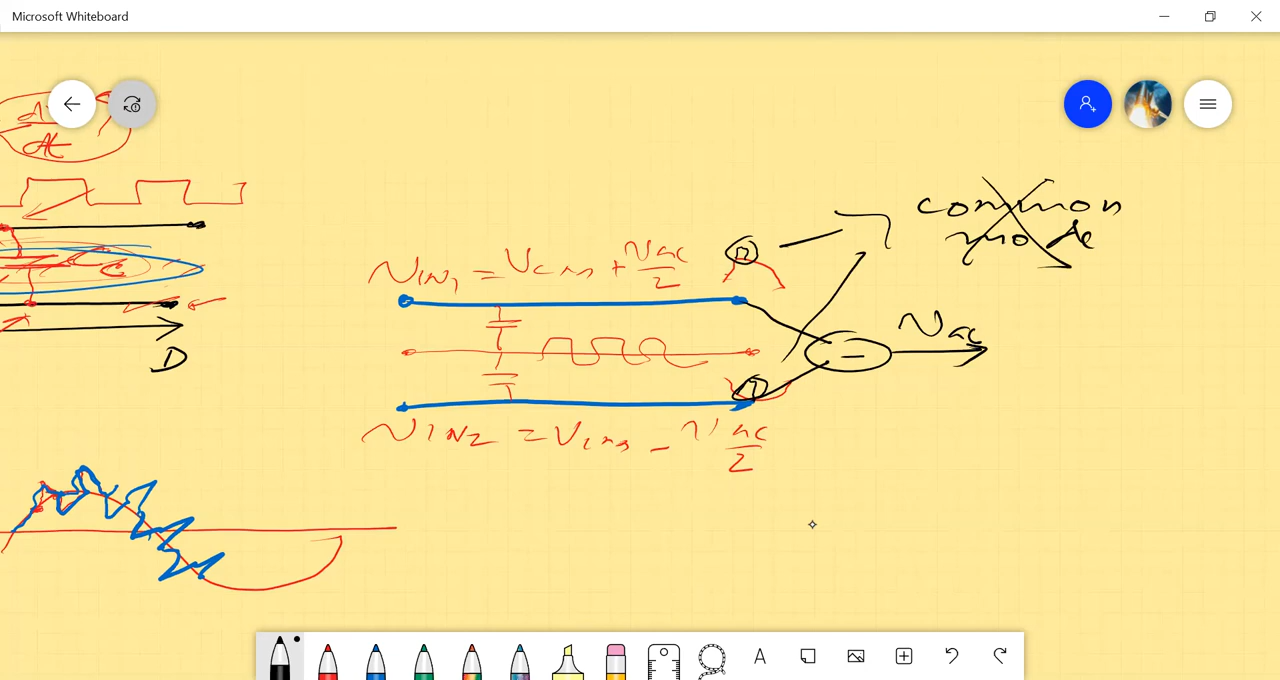 Microsoft Whiteboard
common
mode
VIN1 = Vcm + Vac/2
Vac
D
VIN2 = Vcm - Vac/2
A